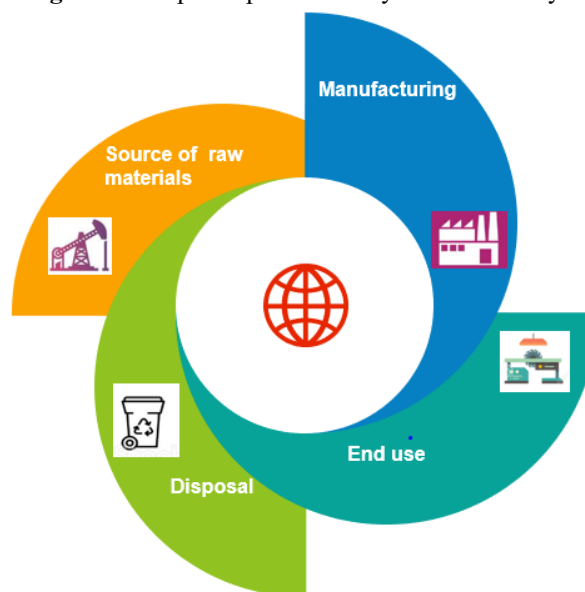 Manufacturing
Source of raw
materials
End use
Disposal